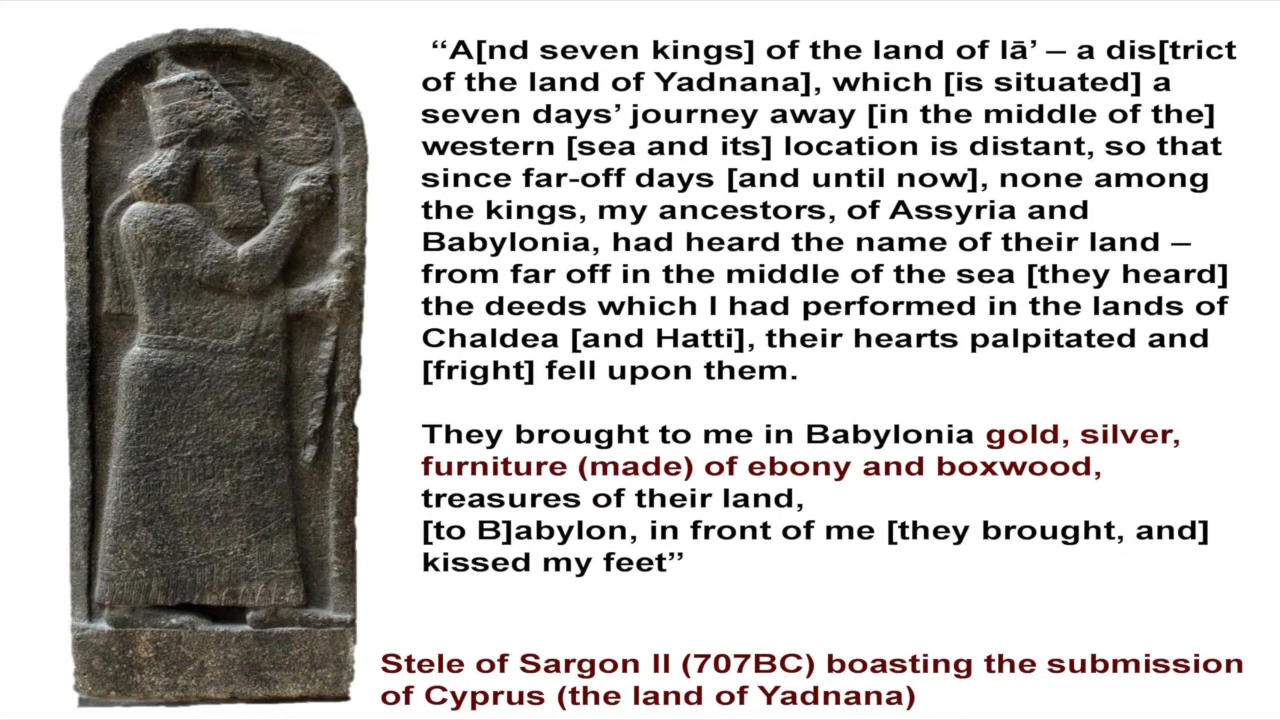 “A[nd seven kings] of the land of Iā’ – a dis[trict
of the land of Yadnana], which [is situated] a
seven days’ journey away [in the middle of the]
western [sea and its] location is distant, so that
since far-off days [and until now], none among
the kings, my ancestors, of Assyria and
Babylonia, had heard the name of their land –
from far off in the middle of the sea [they heard]
the deeds which I had performed in the lands of
Chaldea [and Hatti], their hearts palpitated and
[fright] fell upon them.
They brought to me in Babylonia gold, silver,
furniture (made) of ebony and boxwood,
treasures of their land,
[to B]abylon, in front of me [they brought, and]
kissed my feet”
Stele of Sargon II (707BC) boasting the submission
of Cyprus (the land of Yadnana)